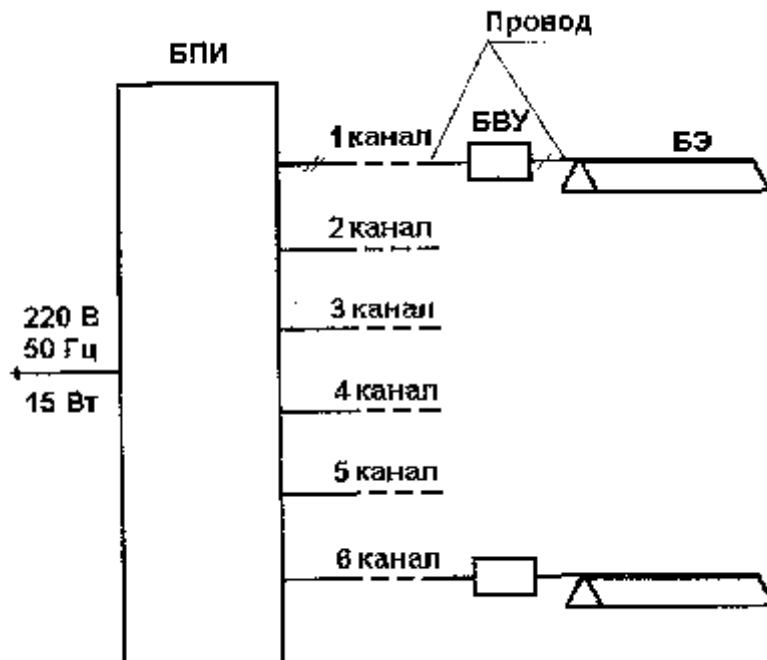 Провод
БПИ
1 канал
БВУ
БЭ
2 канал
3 канал
220 В
50 Гц
15 Вт
4 канал
5 канал
6 канал